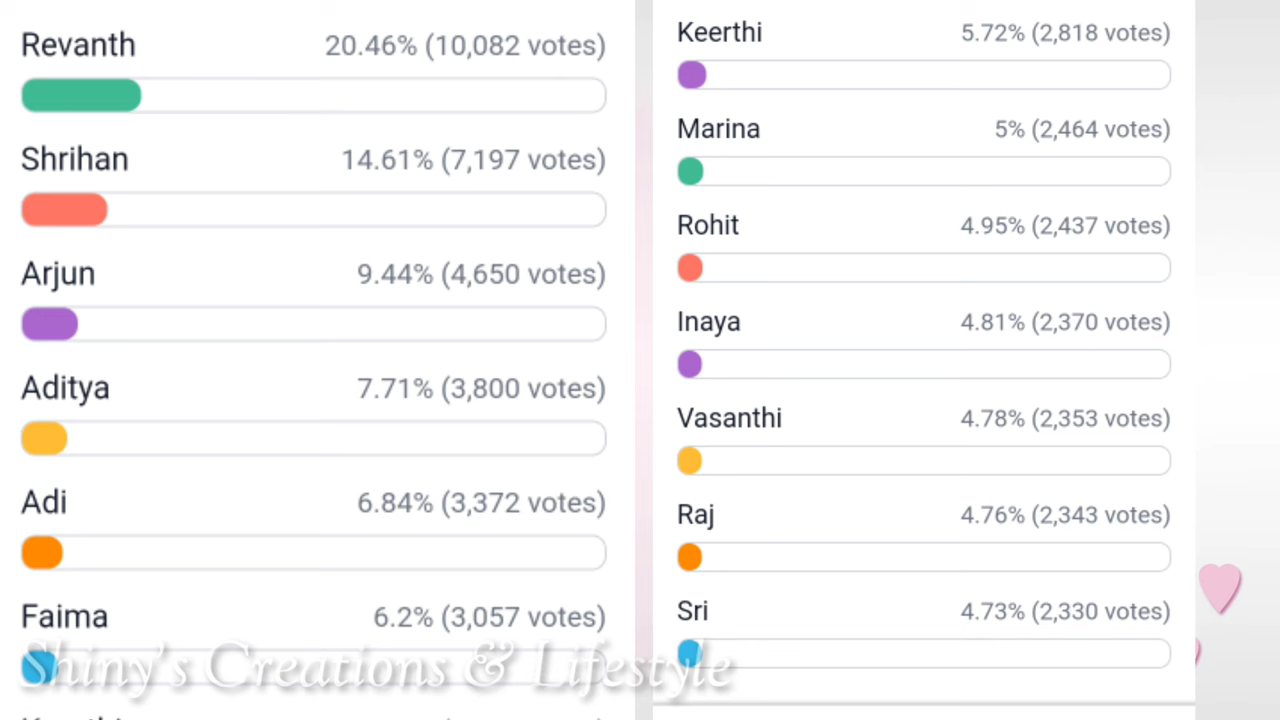 Revanth 20.46% (10,082 votes)
Shrihan 14.61% (7,197 votes)
Arjun 9.44% (4,650 votes)
Aditya 7.71% (3,800 votes)
Adi 6.84% (3,372 votes)
Faima 6.2% (3,057 votes)
Keerthi 5.72% (2,818 votes)
Marina 5% (2,464 votes)
Rohit 4.95% (2,437 votes)
Inaya 4.81% (2,370 votes)
Vasanthi 4.78% (2,353 votes)
Raj 4.76% (2,343 votes)
Sri 4.73% (2,330 votes)
Shiny's Creations & Lifestyle